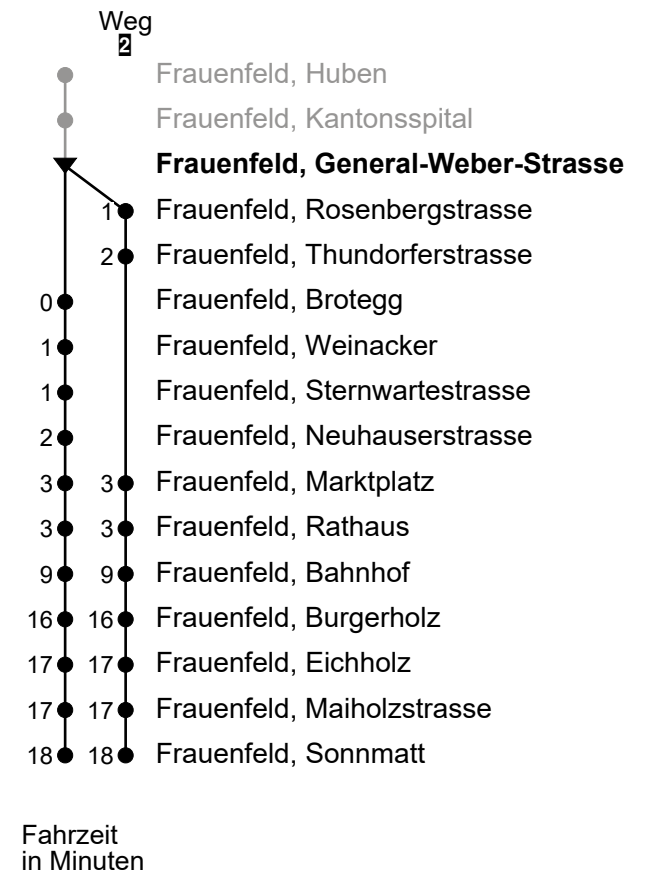 Weg
2
Frauenfeld, Huben
Frauenfeld, Kantonsspital
Frauenfeld, General-Weber-Strasse
1 Frauenfeld, Rosenbergstrasse
2 Frauenfeld, Thundorferstrasse
0 Frauenfeld, Brotegg
1 Frauenfeld, Weinacker
1 Frauenfeld, Sternwartestrasse
2 Frauenfeld, Neuhauserstrasse
3 3 Frauenfeld, Marktplatz
3 3 Frauenfeld, Rathaus
9 9 Frauenfeld, Bahnhof
16 16 Frauenfeld, Burgerholz
17 17 Frauenfeld, Eichholz
17 17 Frauenfeld, Maiholzstrasse
18 18 Frauenfeld, Sonnmatt
Fahrzeit
in Minuten